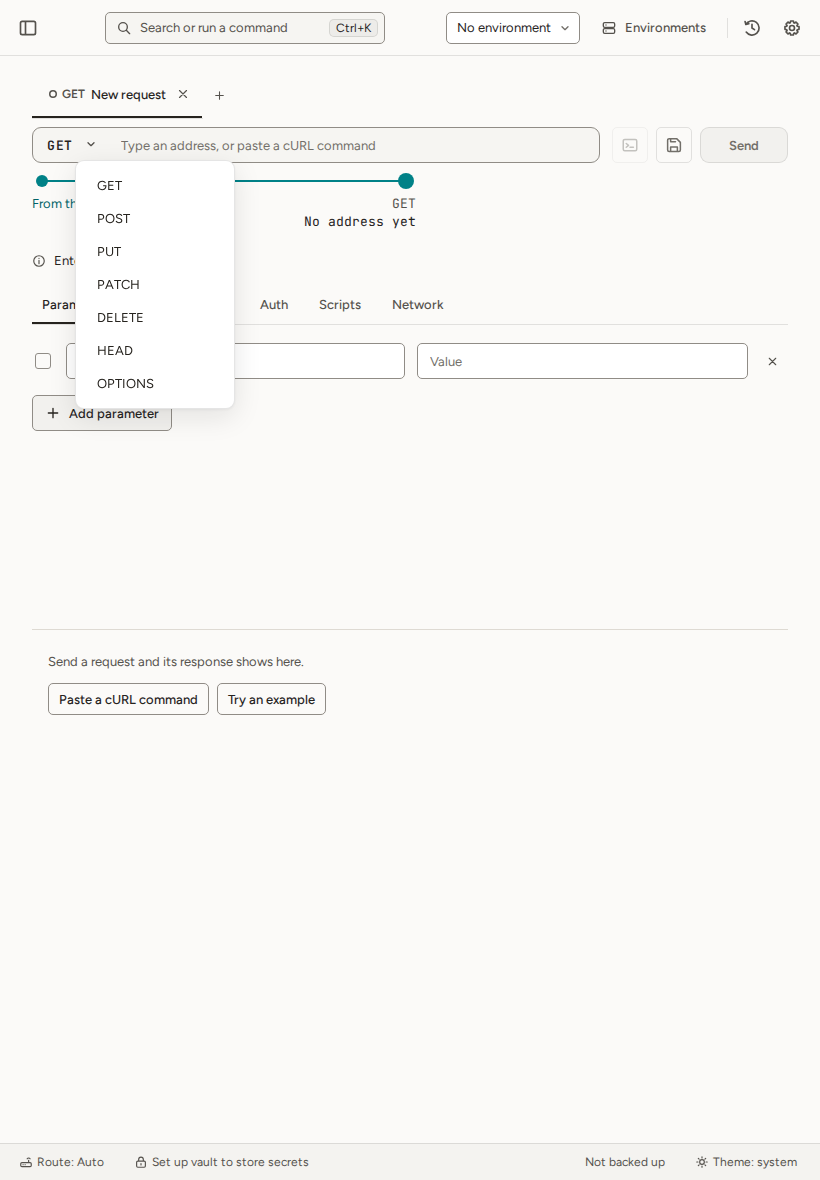 Search or run a command Ctrl+K No environment Environments
GET New request
GET Type an address, or paste a cURL command Send
From
GET
No address yet
GET
POST
PUT
PATCH
DELETE
HEAD
OPTIONS
Auth Scripts Network
Value
Add parameter
Send a request and its response shows here.
Paste a cURL command Try an example
Route: Auto Set up vault to store secrets Not backed up Theme: system